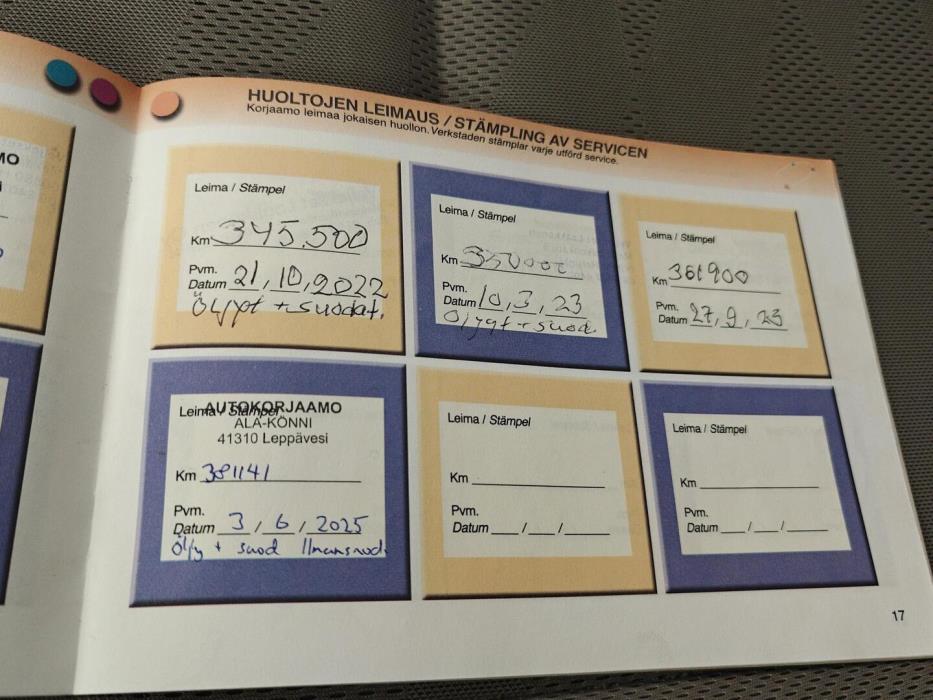 HUOLTOJEN LEIMAUS / STÄMPLING AV SERVICEN
Korjaamo leimaa jokaisen huollon. Verkstaden stämplar varje utförd service.
MO
Leima / Stämpel
Km 345.500
Pvm.
Datum 21, 10, 2022
Öljyt + suodat.
Leima / Stämpel
Km
Pvm.
Datum 10, 3, 23
Öljyt + suod.
Leima / Stämpel
Km 361900
Pvm.
Datum 27, 9, 23
Leima / Stämpel
AUTOKORJAAMO
ALA-KÖNNI
41310 Leppävesi
Km 381141
Pvm.
Datum 3 / 6 / 2025
Öljy + suod Ilmansuod.
Leima / Stämpel
Km
Pvm.
Datum / /
Leima / Stämpel
Km
Pvm.
Datum / /
17